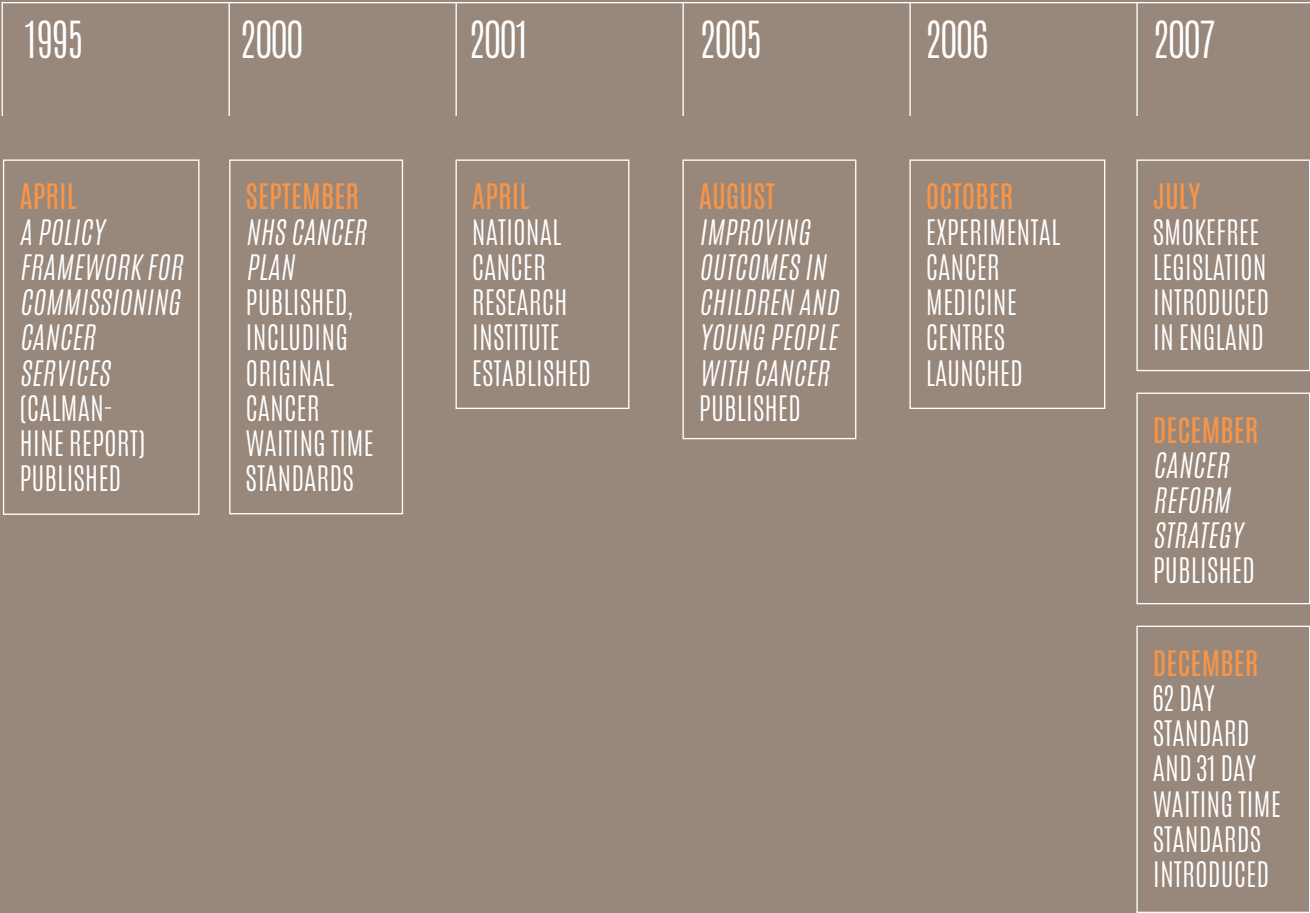 1995
2000
2001
2005
2006
2007
APRIL
A POLICY
FRAMEWORK FOR
COMMISSIONING
CANCER
SERVICES
(CALMAN-
HINE REPORT)
PUBLISHED
SEPTEMBER
NHS CANCER
PLAN
PUBLISHED,
INCLUDING
ORIGINAL
CANCER
WAITING TIME
STANDARDS
APRIL
NATIONAL
CANCER
RESEARCH
INSTITUTE
ESTABLISHED
AUGUST
IMPROVING
OUTCOMES IN
CHILDREN AND
YOUNG PEOPLE
WITH CANCER
PUBLISHED
OCTOBER
EXPERIMENTAL
CANCER
MEDICINE
CENTRES
LAUNCHED
JULY
SMOKEFREE
LEGISLATION
INTRODUCED
IN ENGLAND
DECEMBER
CANCER
REFORM
STRATEGY
PUBLISHED
DECEMBER
62 DAY
STANDARD
AND 31 DAY
WAITING TIME
STANDARDS
INTRODUCED